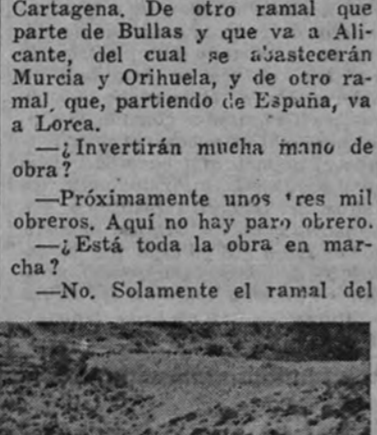 Cartagena. De otro ramal que
parte de Bullas y que va a Ali-
cante, del cual se abastecerán
Murcia y Orihuela, y de otro ra-
mal, que, partiendo de Espuña, va
a Lorca.
—¿Invertirán mucha mano de
obra?
—Próximamente unos tres mil
obreros. Aquí no hay paro obrero.
—¿Está toda la obra en mar-
cha?
—No. Solamente el ramal del